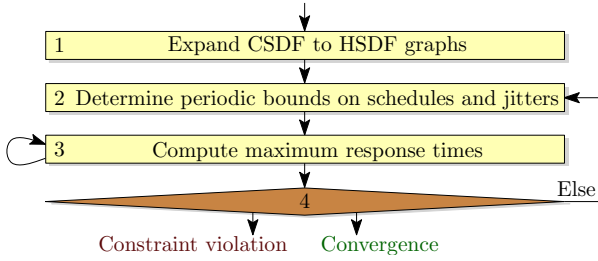 1 Expand CSDF to HSDF graphs
2 Determine periodic bounds on schedules and jitters
3 Compute maximum response times
Else
4
Constraint violation Convergence